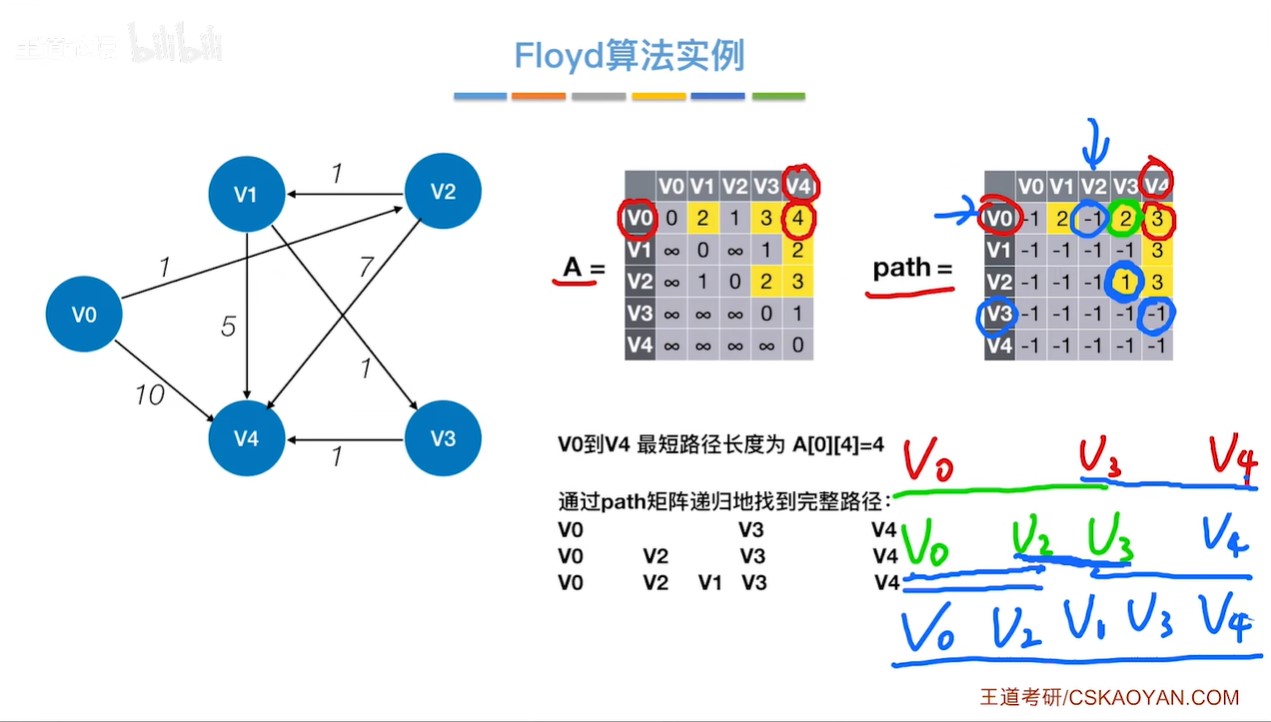 王道论坛 bilibili
Floyd算法实例
V1
1
V2
1
7
V0
5
1
10
V4
1
V3
A =
V0 V1 V2 V3 V4
V0 0 2 1 3 4
V1 ∞ 0 ∞ 1 2
V2 ∞ 1 0 2 3
V3 ∞ ∞ ∞ 0 1
V4 ∞ ∞ ∞ ∞ 0
path =
V0 V1 V2 V3 V4
V0 -1 2 -1 2 3
V1 -1 -1 -1 -1 3
V2 -1 -1 -1 1 3
V3 -1 -1 -1 -1 -1
V4 -1 -1 -1 -1 -1
V0到V4 最短路径长度为 A[0][4]=4
通过path矩阵递归地找到完整路径：
V0 V3 V4
V0 V2 V3 V4
V0 V2 V1 V3 V4
V0 V3 V4
V0 V2 V3 V4
V0 V2 V1 V3 V4
王道考研/CSKAOYAN.COM